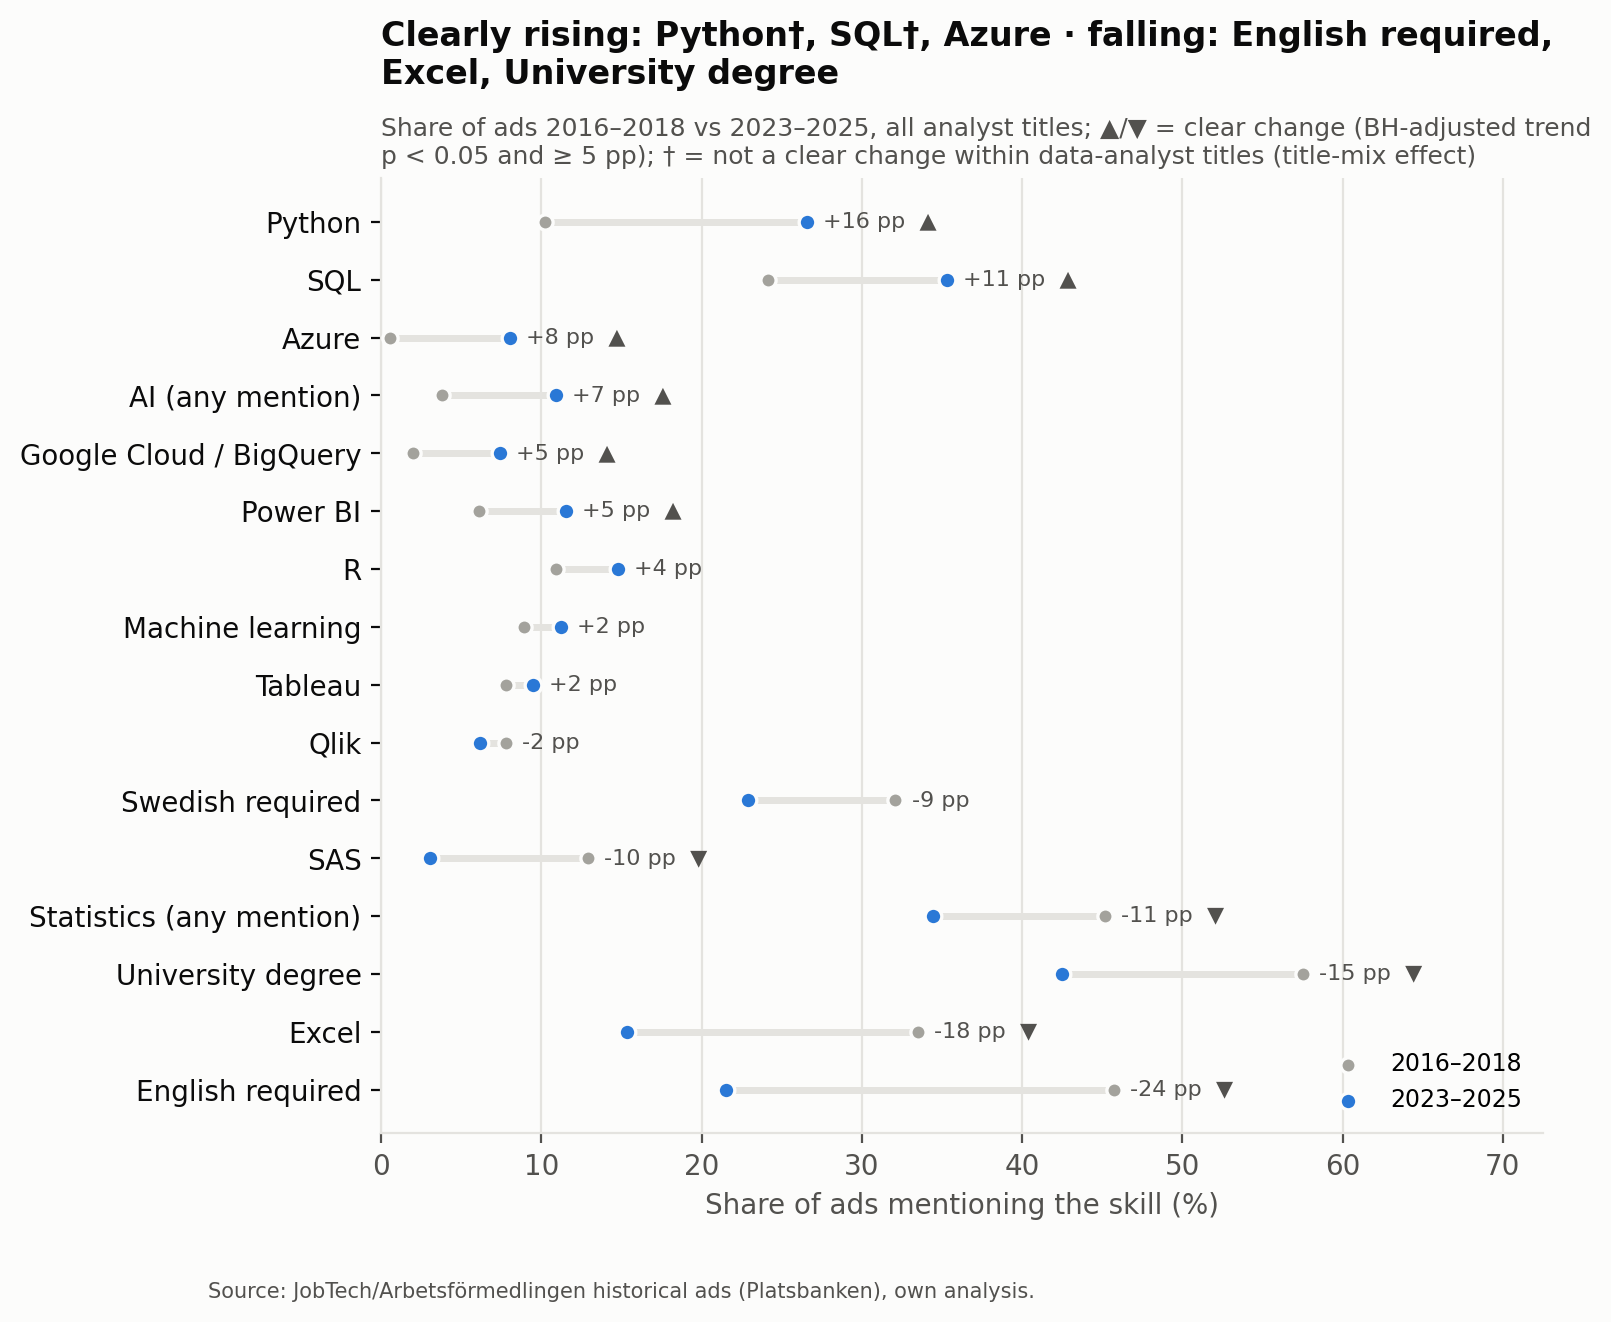 Clearly rising: Python†, SQL†, Azure · falling: English required,
Excel, University degree
Share of ads 2016–2018 vs 2023–2025, all analyst titles; ▲/▼ = clear change (BH-adjusted trend
p < 0.05 and ≥ 5 pp); † = not a clear change within data-analyst titles (title-mix effect)
Python +16 pp ▲
SQL +11 pp ▲
Azure +8 pp ▲
AI (any mention) +7 pp ▲
Google Cloud / BigQuery +5 pp ▲
Power BI +5 pp ▲
R +4 pp
Machine learning +2 pp
Tableau +2 pp
Qlik -2 pp
Swedish required -9 pp
SAS -10 pp ▼
Statistics (any mention) -11 pp ▼
University degree -15 pp ▼
Excel -18 pp ▼
English required -24 pp ▼
2016–2018
2023–2025
0 10 20 30 40 50 60 70
Share of ads mentioning the skill (%)
Source: JobTech/Arbetsförmedlingen historical ads (Platsbanken), own analysis.